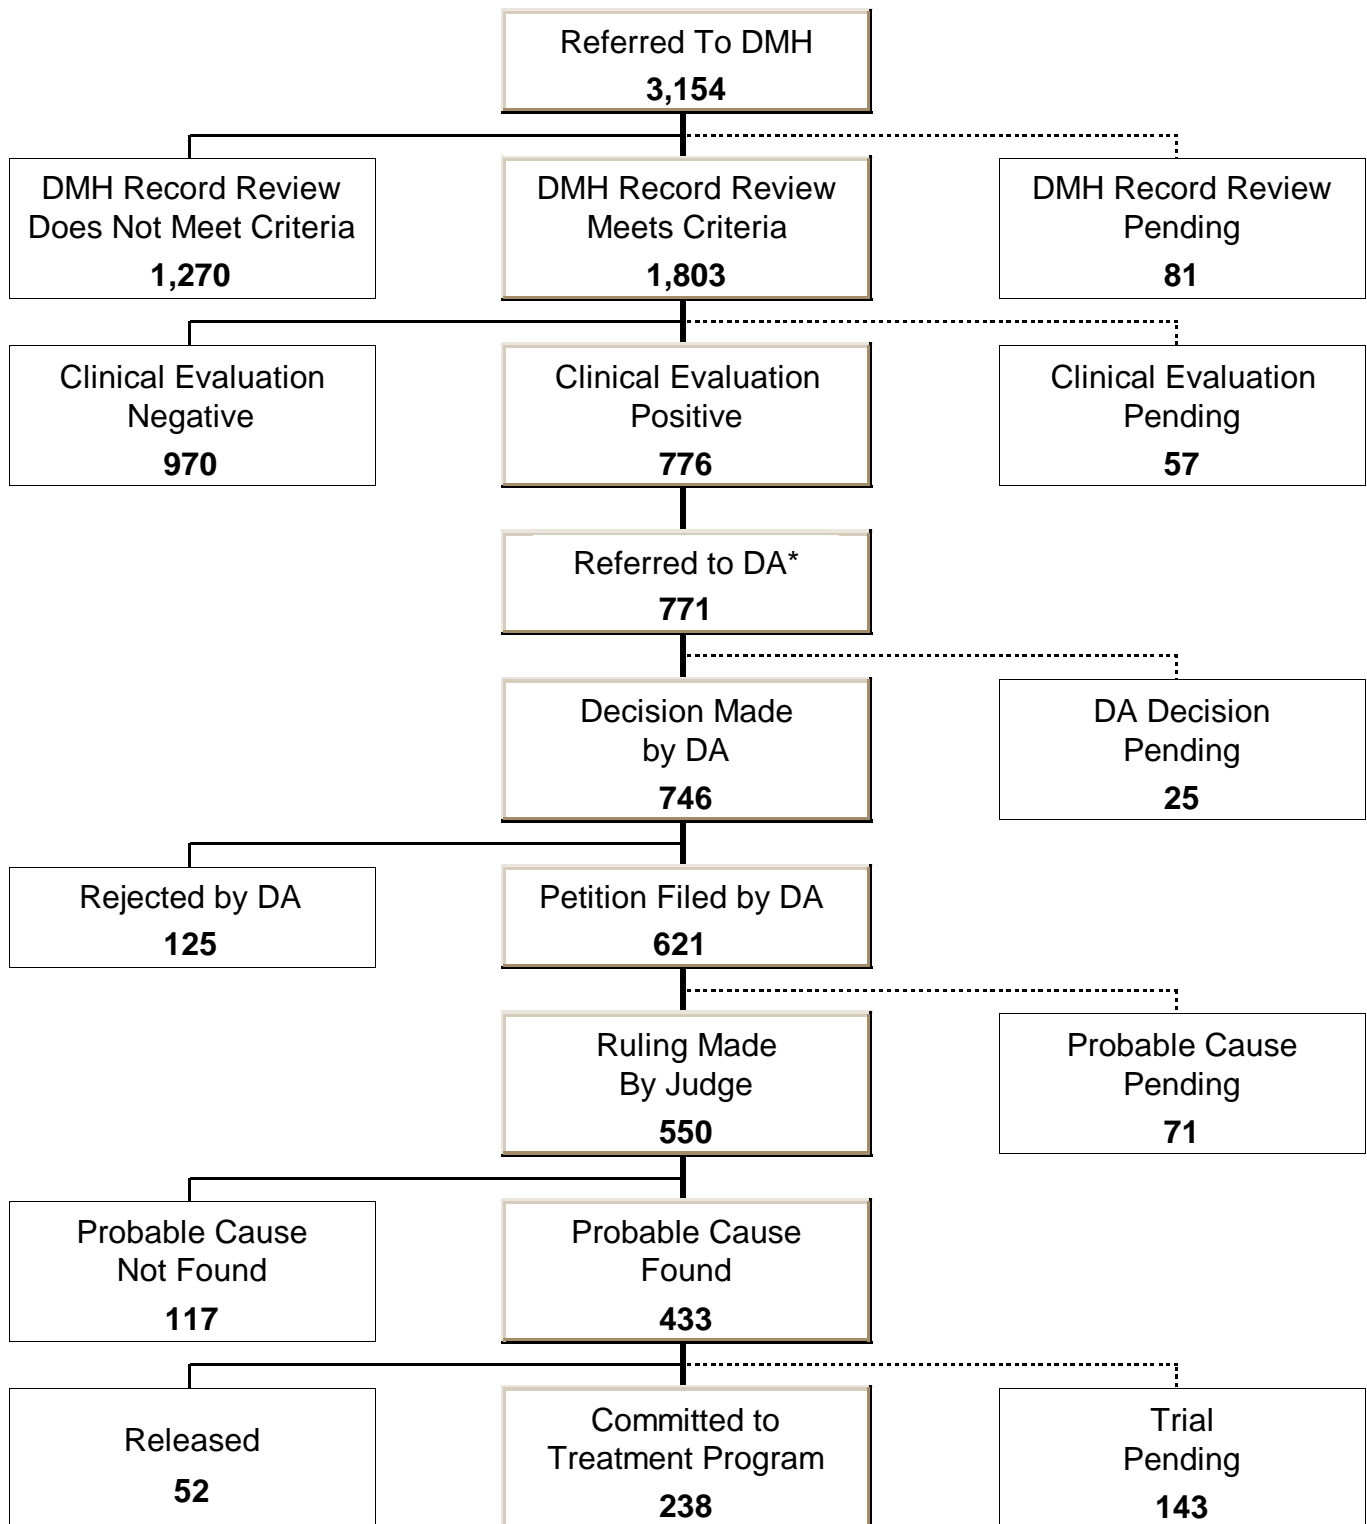 Referred To DMH
3,154
DMH Record Review
Does Not Meet Criteria
1,270
DMH Record Review
Meets Criteria
1,803
DMH Record Review
Pending
81
Clinical Evaluation
Negative
970
Clinical Evaluation
Positive
776
Clinical Evaluation
Pending
57
Referred to DA*
771
Decision Made
by DA
746
DA Decision
Pending
25
Rejected by DA
125
Petition Filed by DA
621
Ruling Made
By Judge
550
Probable Cause
Pending
71
Probable Cause
Not Found
117
Probable Cause
Found
433
Released
52
Committed to
Treatment Program
238
Trial
Pending
143